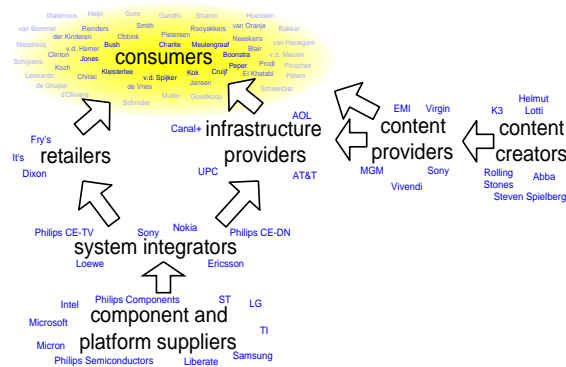 Waterreus Heijn Gore Gandhi Sharon Hoessein
van Bommel Reinders Smith Rooyakkers van Oranje Bakker
der Kinderen Obbink Pietersen Neeskens van Hanegem
Nistelrooij v.d. Hamer Bush Charite Meulengraaf Blair
Clinton Jones consumers Boonstra v.d. Meulen
Schijvens Koch Peper Prodi Pinochet
Leonardo Chirac Kleisterlee v.d. Spijker Kok Cruijf El Khatabi Peters
de Gruijter de Vries Jansen Schweitzer
d'Oliviera Schroder Muller Goedkoop
Fry's
It's retailers
Dixon
Canal+ AOL
infrastructure
providers
UPC AT&T
EMI Virgin
content
providers
MGM Sony
Vivendi
Helmut
K3 Lotti
content
creators
Rolling
Stones Abba
Steven Spielberg
Philips CE-TV Sony Nokia Philips CE-DN
system integrators
Loewe Ericsson
Intel Philips Components ST LG
Microsoft component and
platform suppliers TI
Micron
Philips Semiconductors Liberate Samsung